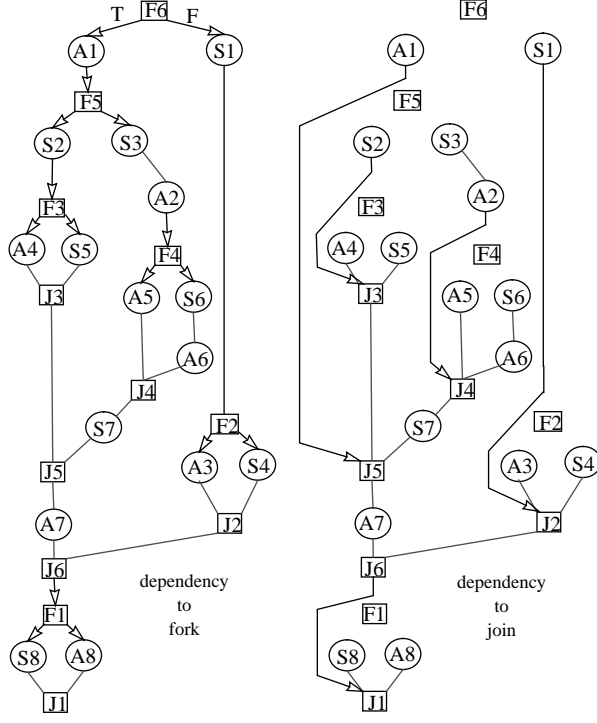 T F6 F
A1 S1
F5
S2 S3
A2
F3
A4 S5 F4
J3 A5 S6
A6
J4
S7 F2
J5 A3 S4
A7 J2
J6
dependency
to
fork
F1
S8 A8
J1
F6
A1 S1
F5
S2 S3
A2
F3
A4 S5 F4
J3 A5 S6
A6
J4
S7 F2
J5 A3 S4
A7 J2
J6
dependency
to
join
F1
S8 A8
J1